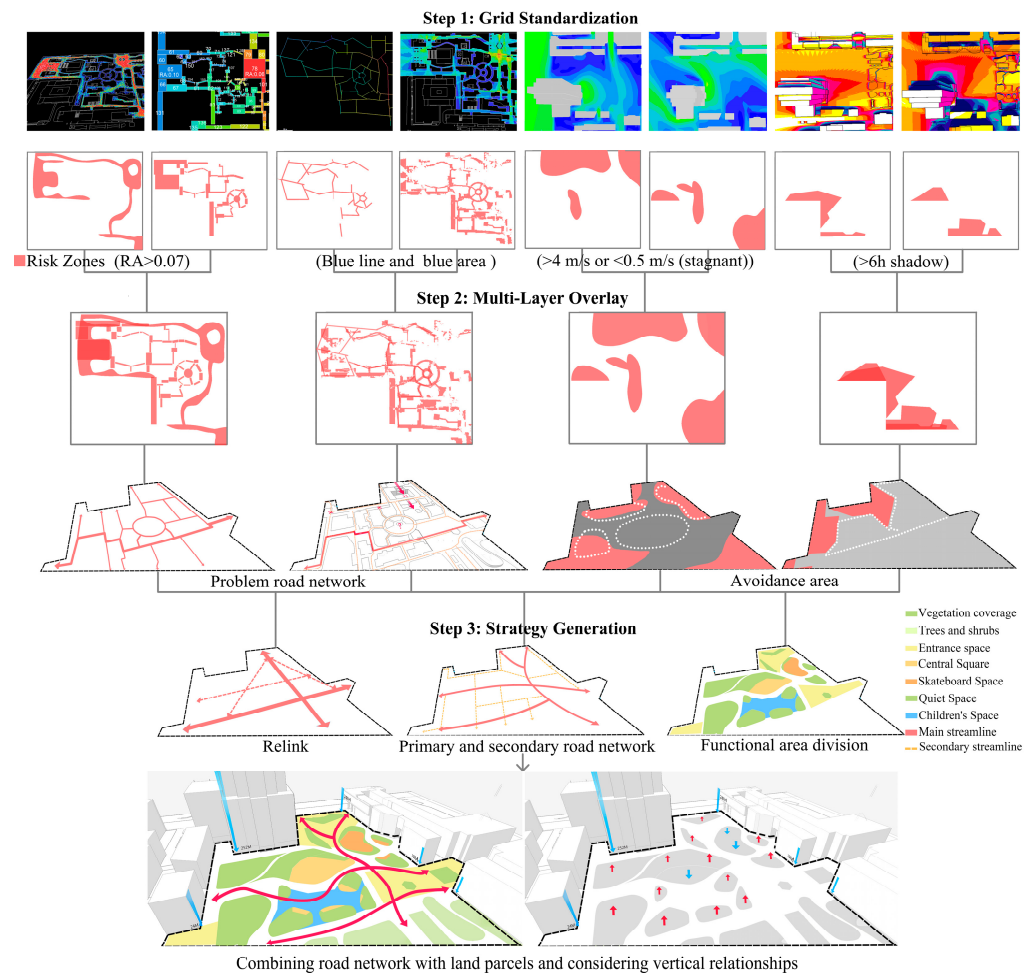 Step 1: Grid Standardization
Risk Zones (RA>0.07)
(Blue line and blue area )
(>4 m/s or <0.5 m/s (stagnant))
(>6h shadow)
Step 2: Multi-Layer Overlay
Problem road network
Avoidance area
Step 3: Strategy Generation
Vegetation coverage
Trees and shrubs
Entrance space
Central Square
Skateboard Space
Quiet Space
Children's Space
Main streamline
Secondary streamline
Relink
Primary and secondary road network
Functional area division
Combining road network with land parcels and considering vertical relationships